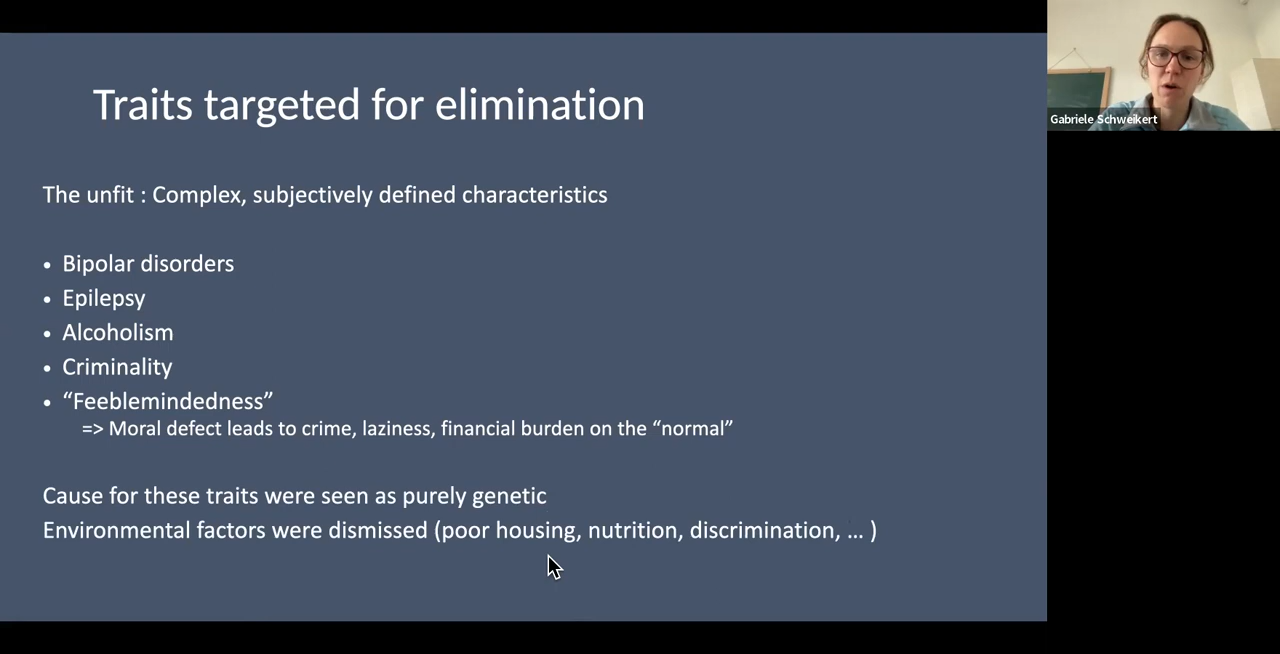 Traits targeted for elimination
Gabriele Schweikert
The unfit : Complex, subjectively defined characteristics
• Bipolar disorders
• Epilepsy
• Alcoholism
• Criminality
• “Feeblemindedness”
=> Moral defect leads to crime, laziness, financial burden on the “normal”
Cause for these traits were seen as purely genetic
Environmental factors were dismissed (poor housing, nutrition, discrimination, ... )